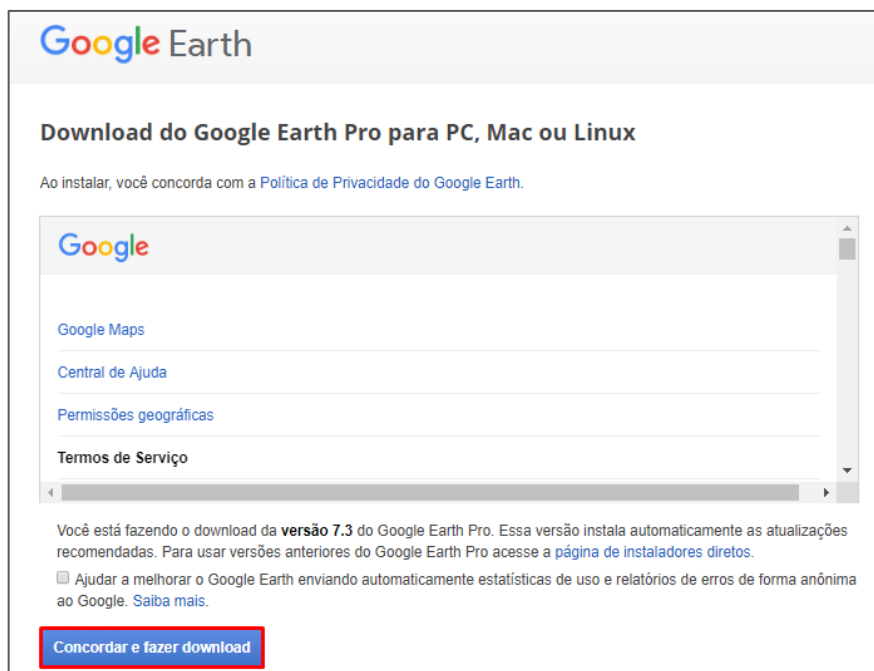 Google Earth
Download do Google Earth Pro para PC, Mac ou Linux
Ao instalar, você concorda com a Política de Privacidade do Google Earth.
Google
Google Maps
Central de Ajuda
Permissões geográficas
Termos de Serviço
Você está fazendo o download da versão 7.3 do Google Earth Pro. Essa versão instala automaticamente as atualizações
recomendadas. Para usar versões anteriores do Google Earth Pro acesse a página de instaladores diretos.
Ajudar a melhorar o Google Earth enviando automaticamente estatísticas de uso e relatórios de erros de forma anônima
ao Google. Saiba mais.
Concordar e fazer download